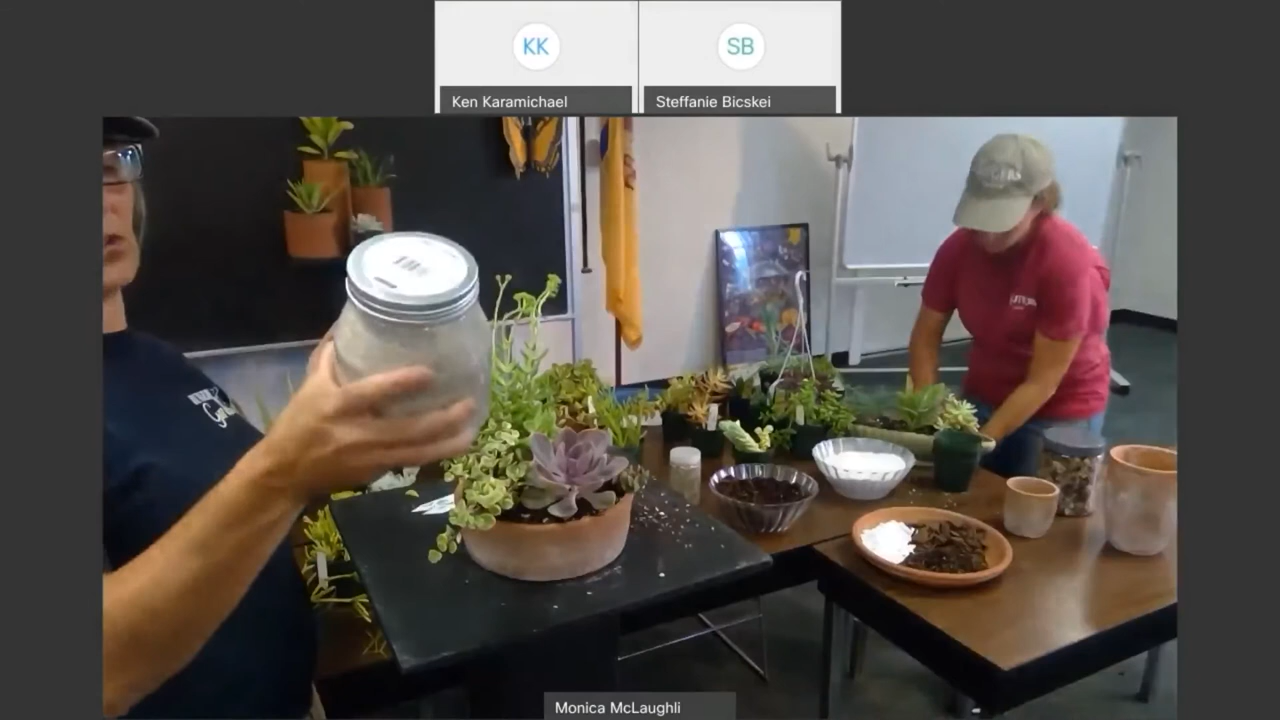 KK
SB
Ken Karamichael
Steffanie Bicskei
Monica McLaughli